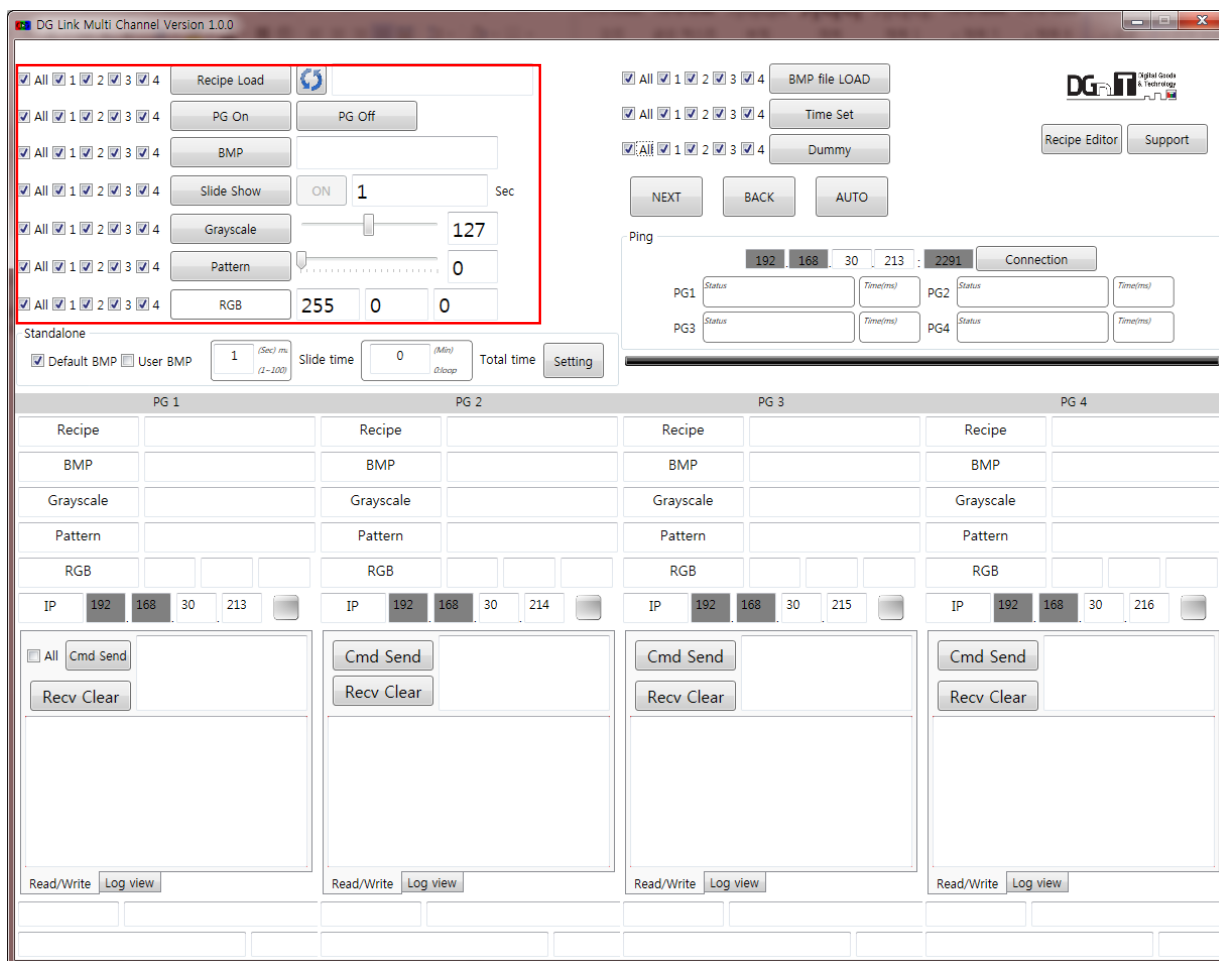 DG Link Multi Channel Version 1.0.0
All 1 2 3 4 Recipe Load
All 1 2 3 4 PG On PG Off
All 1 2 3 4 BMP
All 1 2 3 4 Slide Show ON 1 Sec
All 1 2 3 4 Grayscale 127
All 1 2 3 4 Pattern 0
All 1 2 3 4 RGB 255 0 0
Standalone
Default BMP User BMP 1 (Sec) (1~100) Slide time 0 (Min) 0:loop Total time Setting
All 1 2 3 4 BMP file LOAD
All 1 2 3 4 Time Set
All 1 2 3 4 Dummy
DGnT Digital Goods & Technology
Recipe Editor Support
NEXT BACK AUTO
Ping
192 . 168 . 30 . 213 : 2291 Connection
PG1 Status Time(ms) PG2 Status Time(ms)
PG3 Status Time(ms) PG4 Status Time(ms)
PG 1 PG 2 PG 3 PG 4
Recipe Recipe Recipe Recipe
BMP BMP BMP BMP
Grayscale Grayscale Grayscale Grayscale
Pattern Pattern Pattern Pattern
RGB RGB RGB RGB
IP 192 . 168 . 30 . 213 IP 192 . 168 . 30 . 214 IP 192 . 168 . 30 . 215 IP 192 . 168 . 30 . 216
All Cmd Send Cmd Send Cmd Send Cmd Send
Recv Clear Recv Clear Recv Clear Recv Clear
Read/Write Log view Read/Write Log view Read/Write Log view Read/Write Log view